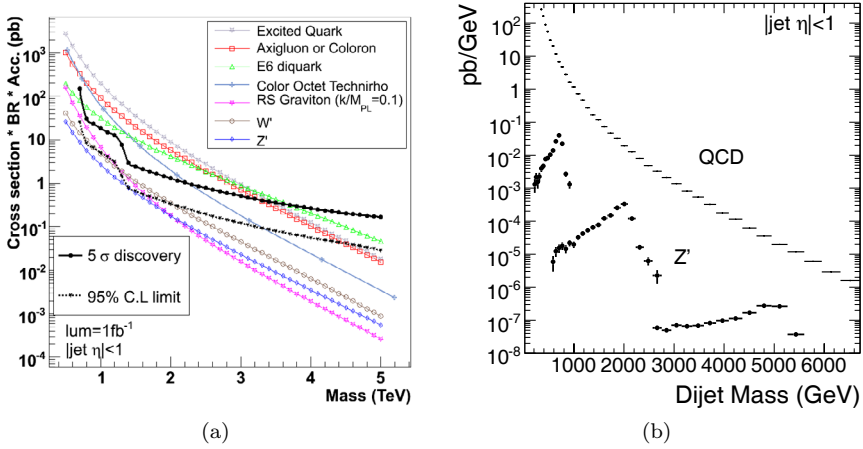 Cross section * BR * Acc. (pb)
10³
10²
10
1
10⁻¹
10⁻²
10⁻³
10⁻⁴
Excited Quark
Axigluon or Coloron
E6 diquark
Color Octet Technirho
RS Graviton (k/M_PL=0.1)
W'
Z'
5 σ discovery
95% C.L limit
lum=1fb⁻¹
|jet η|<1
1 2 3 4 5
Mass (TeV)
(a)
pb/GeV
10²
10
1
10⁻¹
10⁻²
10⁻³
10⁻⁴
10⁻⁵
10⁻⁶
10⁻⁷
10⁻⁸
|jet η|<1
QCD
Z'
1000 2000 3000 4000 5000 6000
Dijet Mass (GeV)
(b)